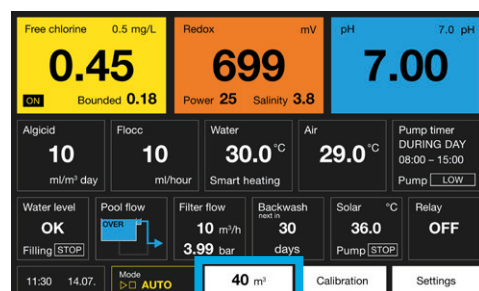 Free chlorine 0.5 mg/L
0.45
ON Bounded 0.18
Redox mV
699
Power 25 Salinity 3.8
pH 7.0 pH
7.00
Algicid
10
ml/m³ day
Flocc
10
ml/hour
Water
30.0 °C
Smart heating
Air
29.0 °C
Pump timer
DURING DAY
08:00 – 15:00
Pump LOW
Water level
OK
Filling STOP
Pool flow
OVER
Filter flow
10 m³/h
3.99 bar
Backwash
next in
30
days
Solar °C
36.0
Pump STOP
Relay
OFF
11:30 14.07.
Mode
AUTO
40 m³
Calibration
Settings